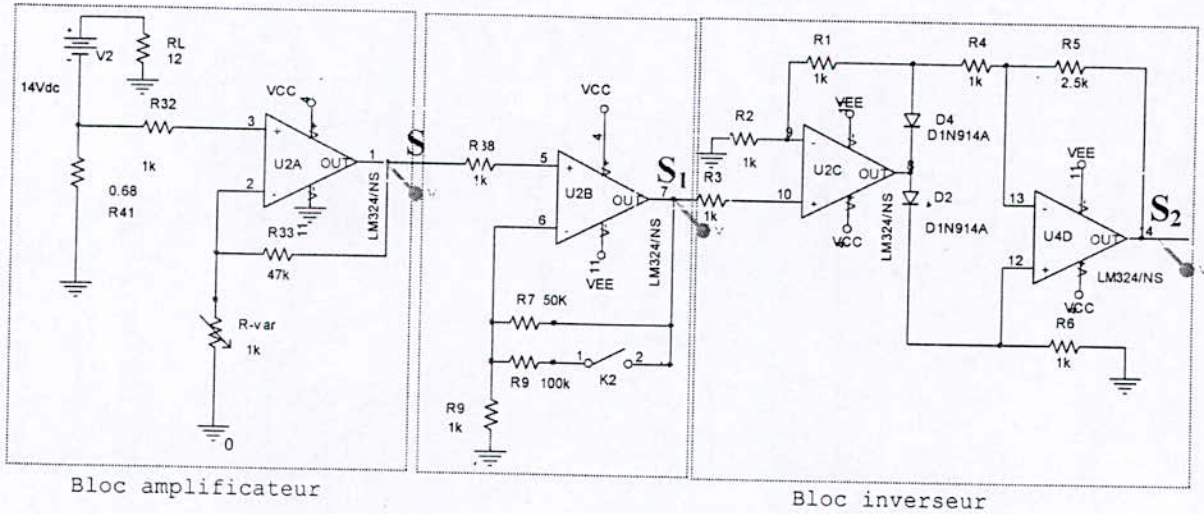 V2
14Vdc
RL
12
R32
1k
0.68
R41
3
2
+
-
U2A
OUT
1
VCC
4
11
LM324/NS
R33
47k
R-var
1k
0
S
R38
1k
VCC
4
5
6
+
-
U2B
OUT
7
11
VEE
LM324/NS
R7 50K
R9 100k
1
2
K2
R9
1k
S1
R3
1k
R2
1k
R1
1k
VEE
9
10
-
+
U2C
OUT
8
VCC
LM324/NS
D4
D1N914A
D2
D1N914A
R4
1k
R5
2.5k
VEE
11
13
12
-
+
U4D
OUT
4
VCC
LM324/NS
R6
1k
S2
Bloc amplificateur
Bloc inverseur